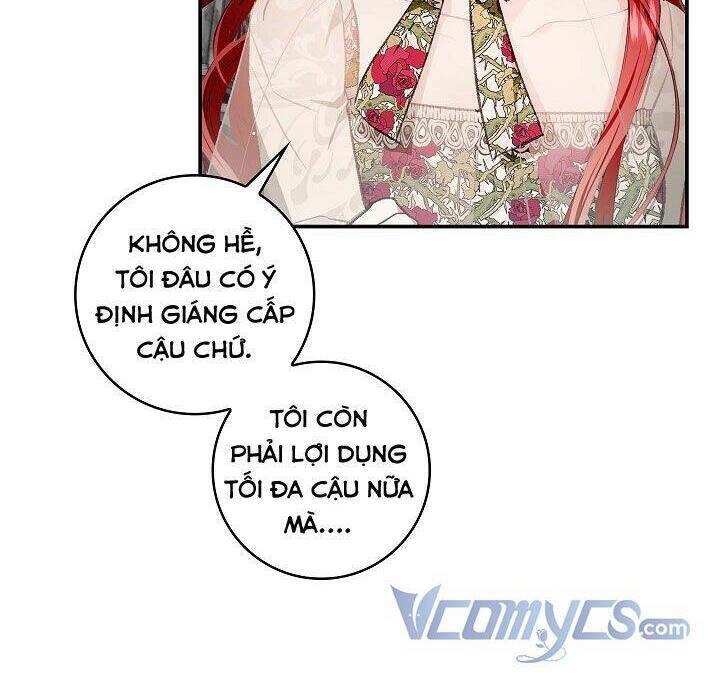 KHÔNG HỀ,
TÔI ĐÂU CÓ Ý
ĐỊNH GIÁNG CẤP
CẬU CHỨ.
TÔI CÒN
PHẢI LỢI DỤNG
TỐI ĐA CẬU NỮA
MÀ....
VCOMYCS.com